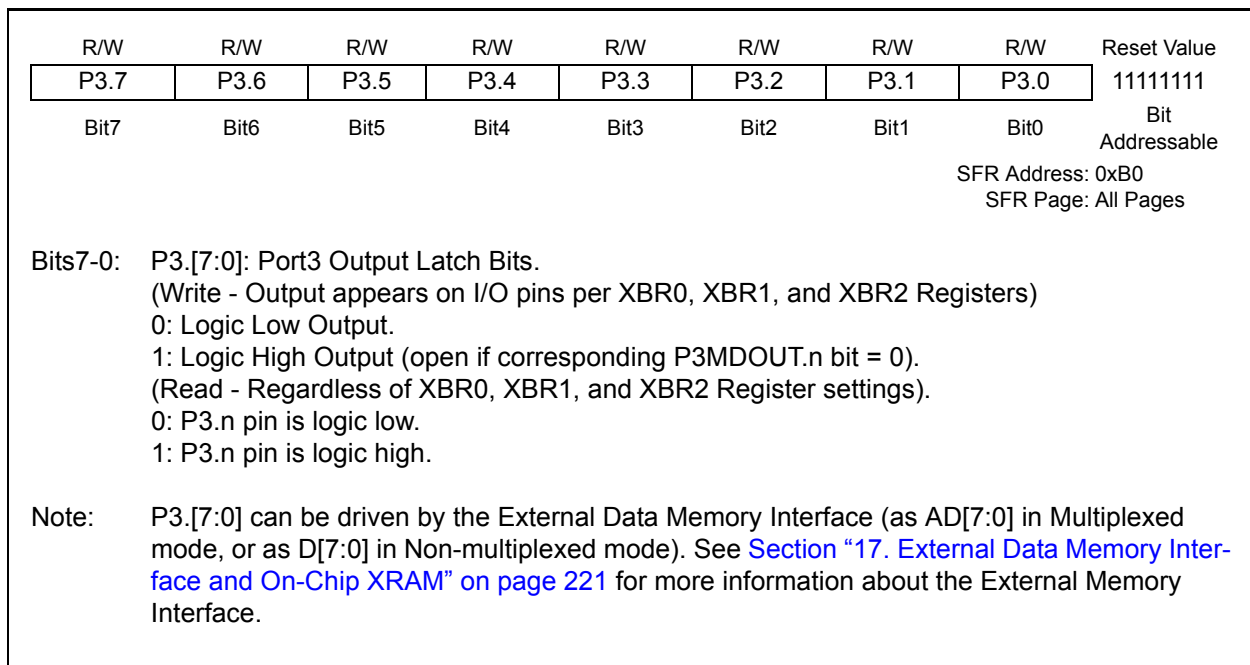 R/W R/W R/W R/W R/W R/W R/W R/W Reset Value
P3.7 P3.6 P3.5 P3.4 P3.3 P3.2 P3.1 P3.0 11111111
Bit7 Bit6 Bit5 Bit4 Bit3 Bit2 Bit1 Bit0 Bit
Addressable
SFR Address: 0xB0
SFR Page: All Pages
Bits7-0: P3.[7:0]: Port3 Output Latch Bits.
(Write - Output appears on I/O pins per XBR0, XBR1, and XBR2 Registers)
0: Logic Low Output.
1: Logic High Output (open if corresponding P3MDOUT.n bit = 0).
(Read - Regardless of XBR0, XBR1, and XBR2 Register settings).
0: P3.n pin is logic low.
1: P3.n pin is logic high.
Note: P3.[7:0] can be driven by the External Data Memory Interface (as AD[7:0] in Multiplexed
mode, or as D[7:0] in Non-multiplexed mode). See Section “17. External Data Memory Inter-
face and On-Chip XRAM” on page 221 for more information about the External Memory
Interface.